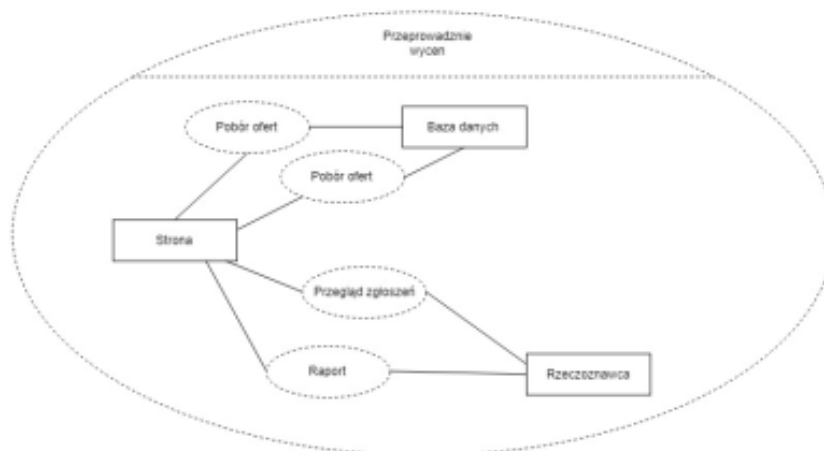 Przeprowadznie
wycen
Pobór ofert
Baza danych
Pobór ofert
Strona
Przegląd zgłoszeń
Raport
Rzeczoznawca